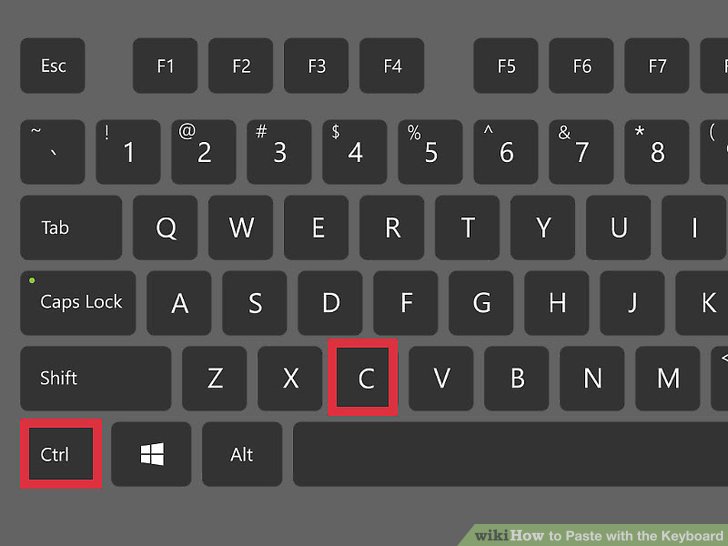 Esc F1 F2 F3 F4 F5 F6 F7
~ ` ! 1 @ 2 # 3 $ 4 % 5 ^ 6 & 7 * 8 (
Tab Q W E R T Y U I
Caps Lock A S D F G H J K
Shift Z X C V B N M <
Ctrl Alt
wikiHow to Paste with the Keyboard